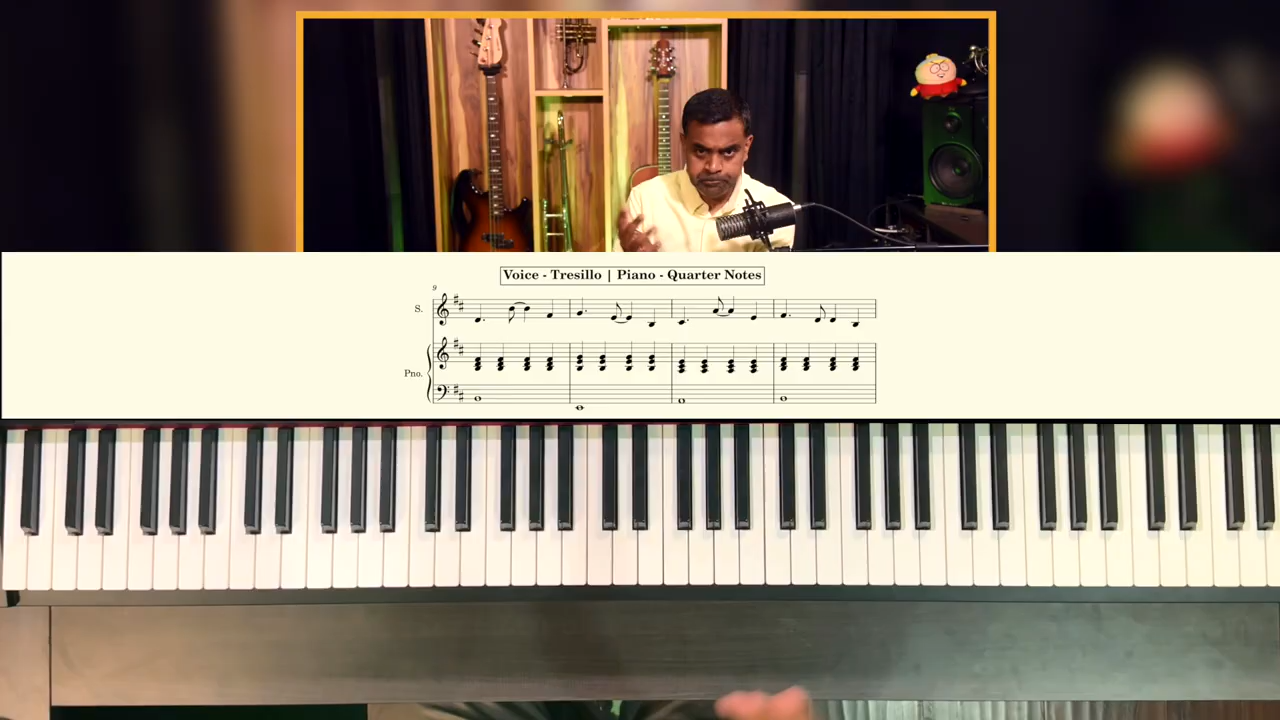 Voice - Tresillo | Piano - Quarter Notes
9
S.
Pno.